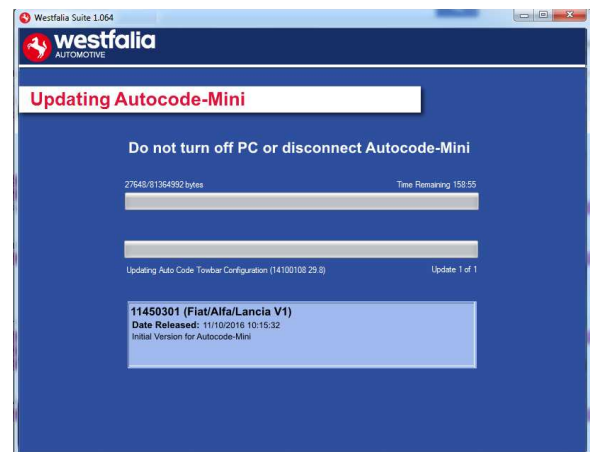 Westfalia Suite 1.064
westfalia
AUTOMOTIVE
Updating Autocode-Mini
Do not turn off PC or disconnect Autocode-Mini
27648/81364992 bytes Time Remaining 158:55
Updating Auto Code Towbar Configuration (14100108 29.8) Update 1 of 1
11450301 (Fiat/Alfa/Lancia V1)
Date Released: 11/10/2016 10:15:32
Initial Version for Autocode-Mini